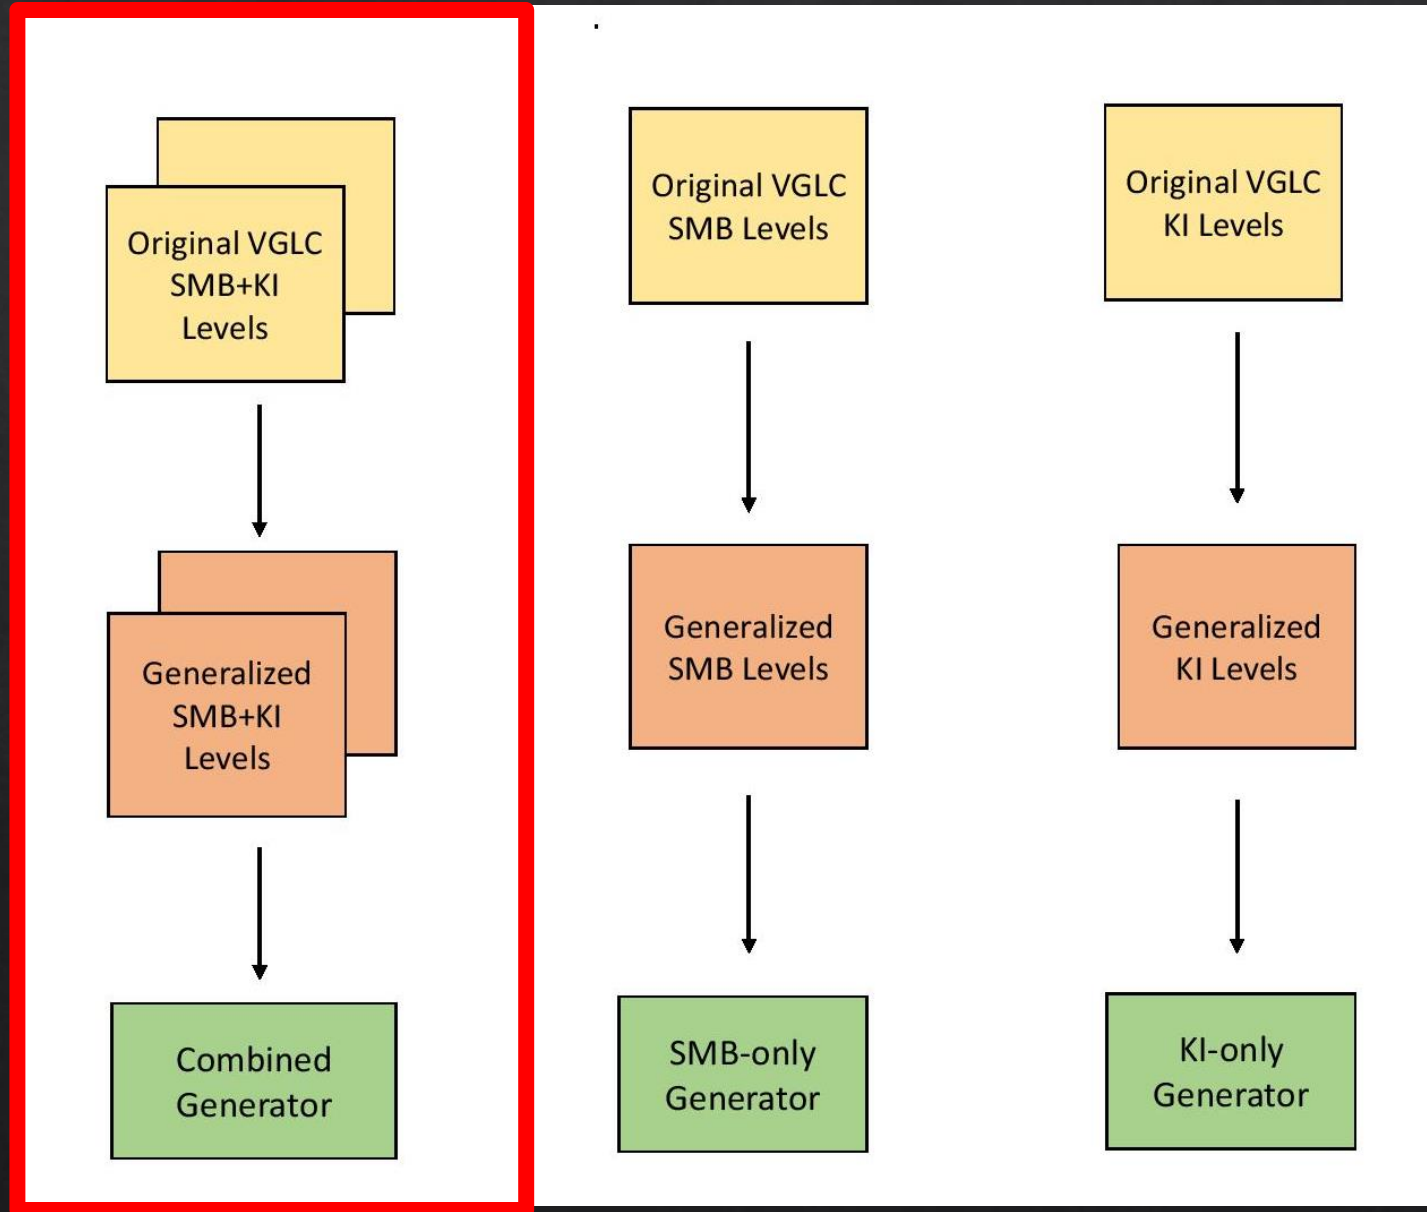 Original VGLC
SMB+KI
Levels
Generalized
SMB+KI
Levels
Combined
Generator
Original VGLC
SMB Levels
Generalized
SMB Levels
SMB-only
Generator
Original VGLC
KI Levels
Generalized
KI Levels
KI-only
Generator